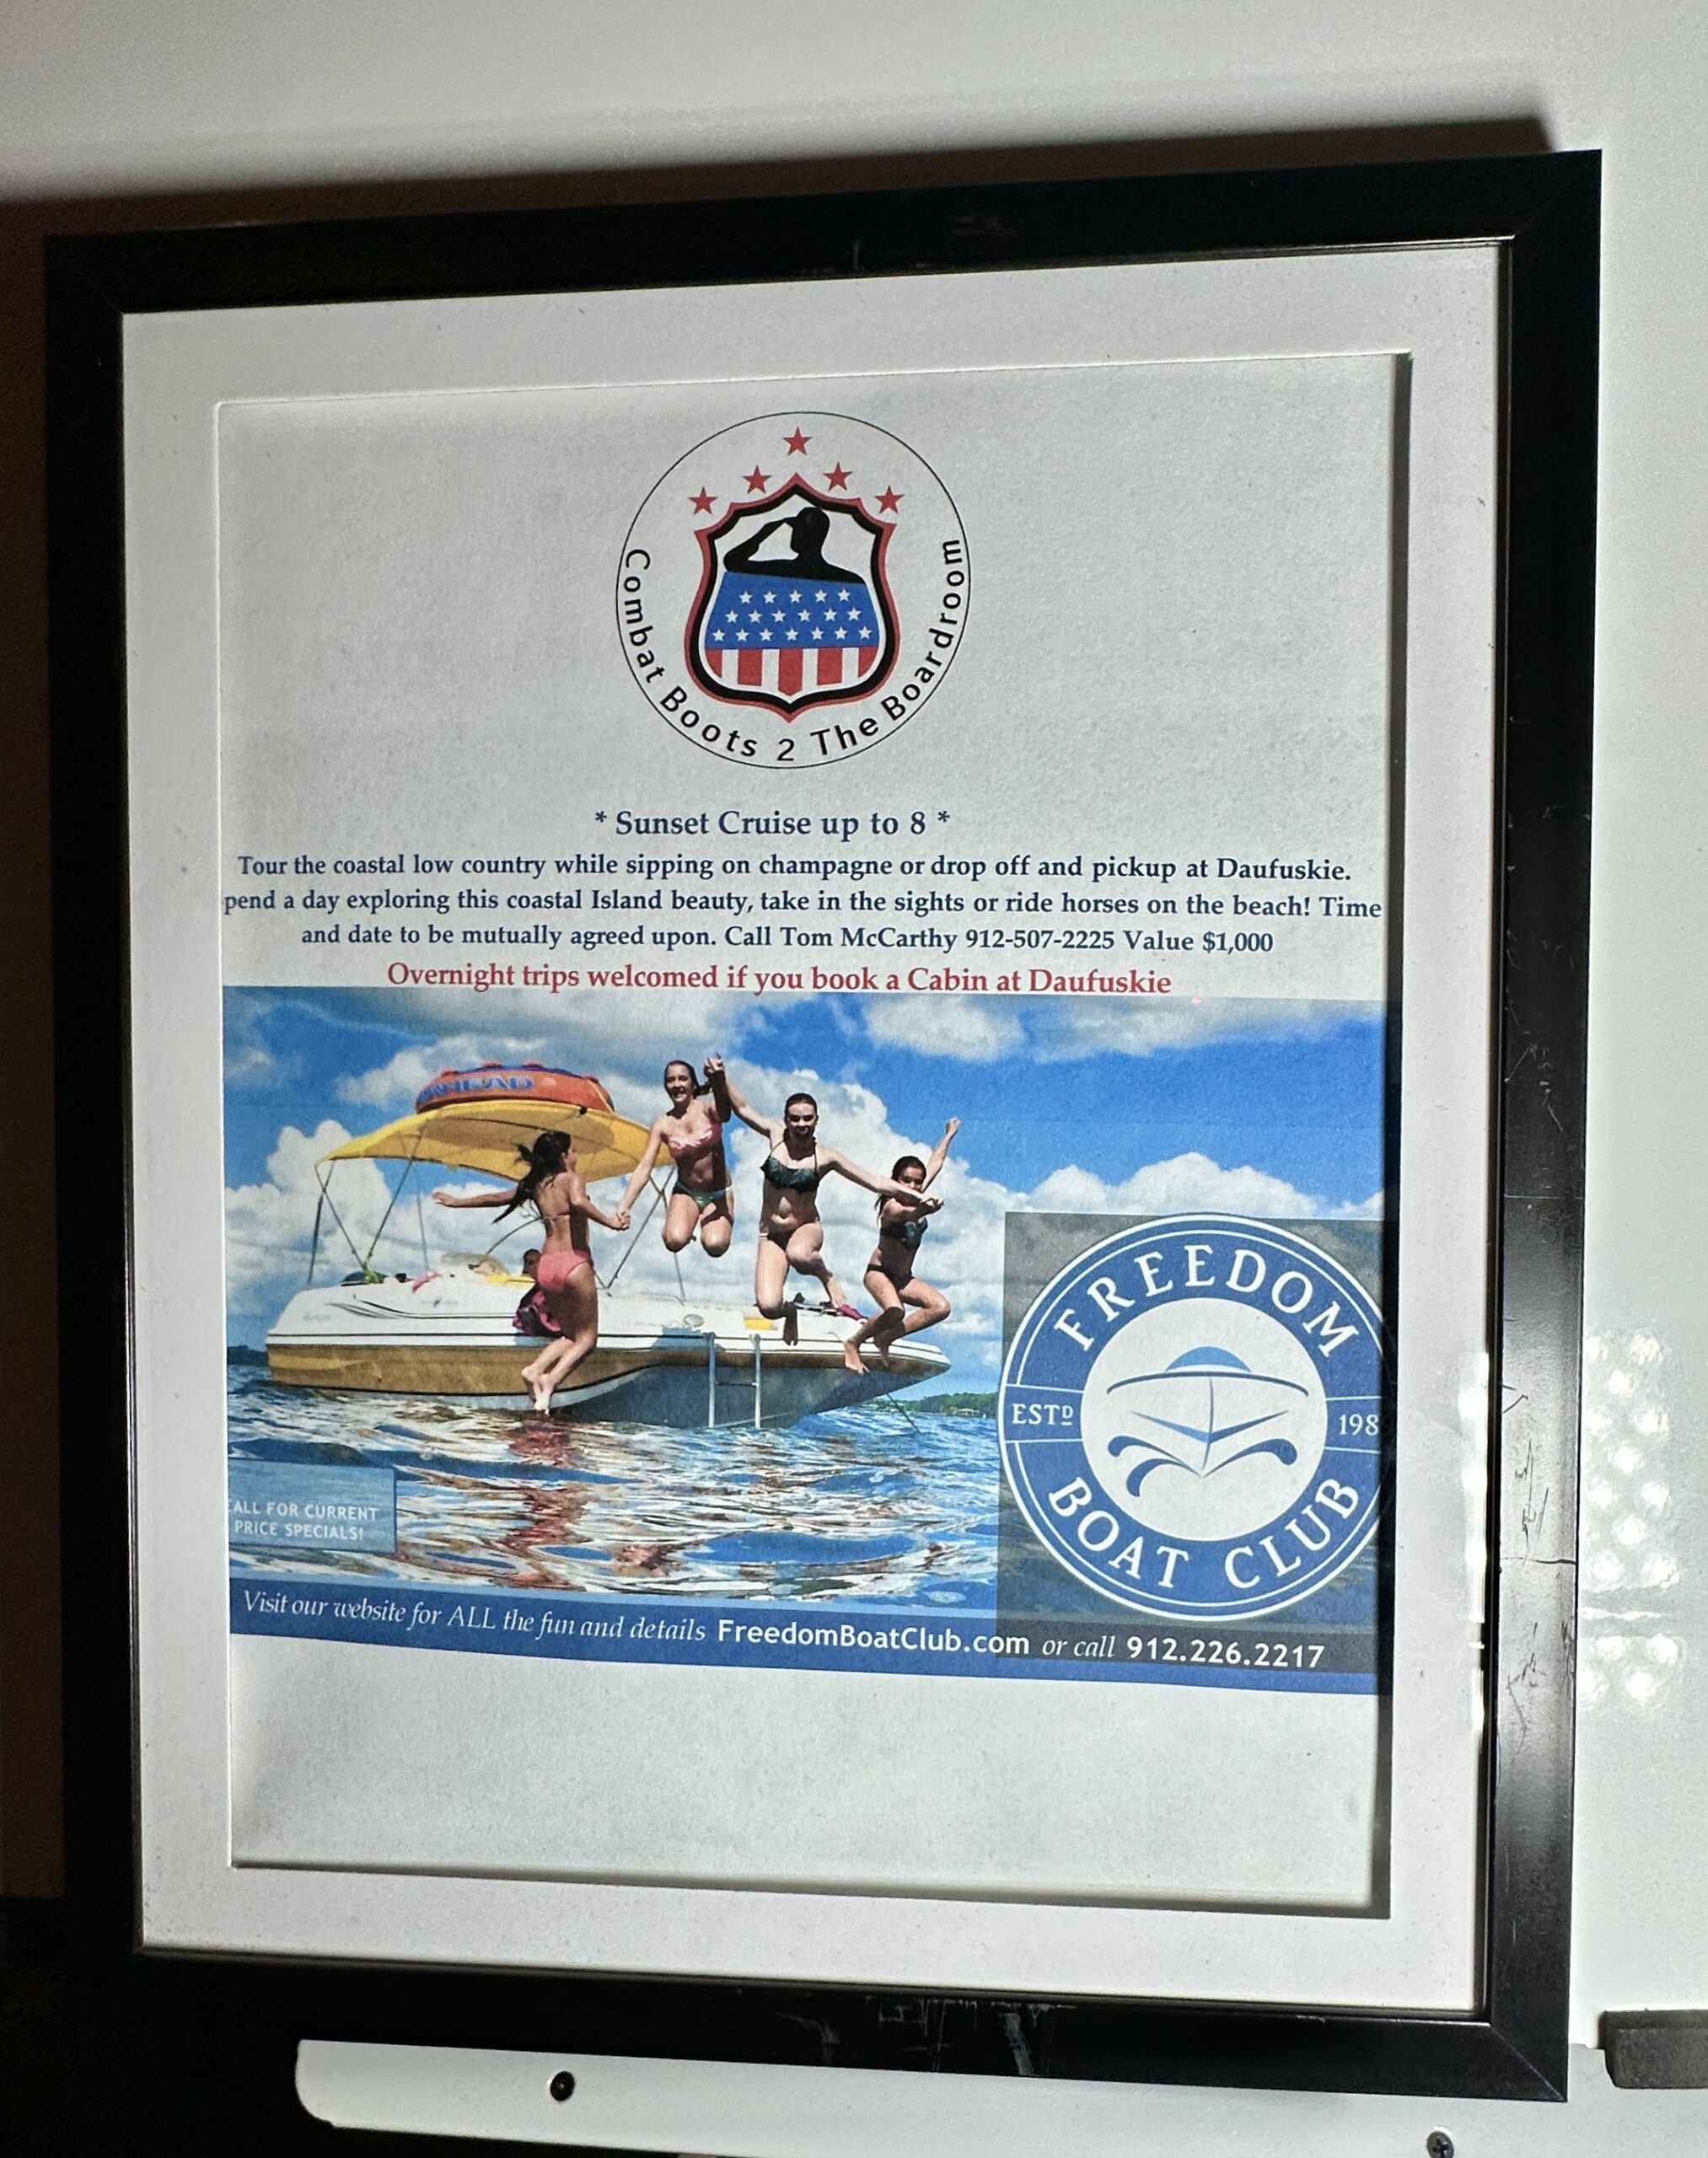 Combat Boots 2 The Boardroom
* Sunset Cruise up to 8 *
Tour the coastal low country while sipping on champagne or drop off and pickup at Daufuskie.
pend a day exploring this coastal Island beauty, take in the sights or ride horses on the beach! Time
and date to be mutually agreed upon. Call Tom McCarthy 912-507-2225 Value $1,000
Overnight trips welcomed if you book a Cabin at Daufuskie
FREEDOM
ESTD 198
BOAT CLUB
ALL FOR CURRENT
PRICE SPECIALS!
Visit our website for ALL the fun and details FreedomBoatClub.com or call 912.226.2217